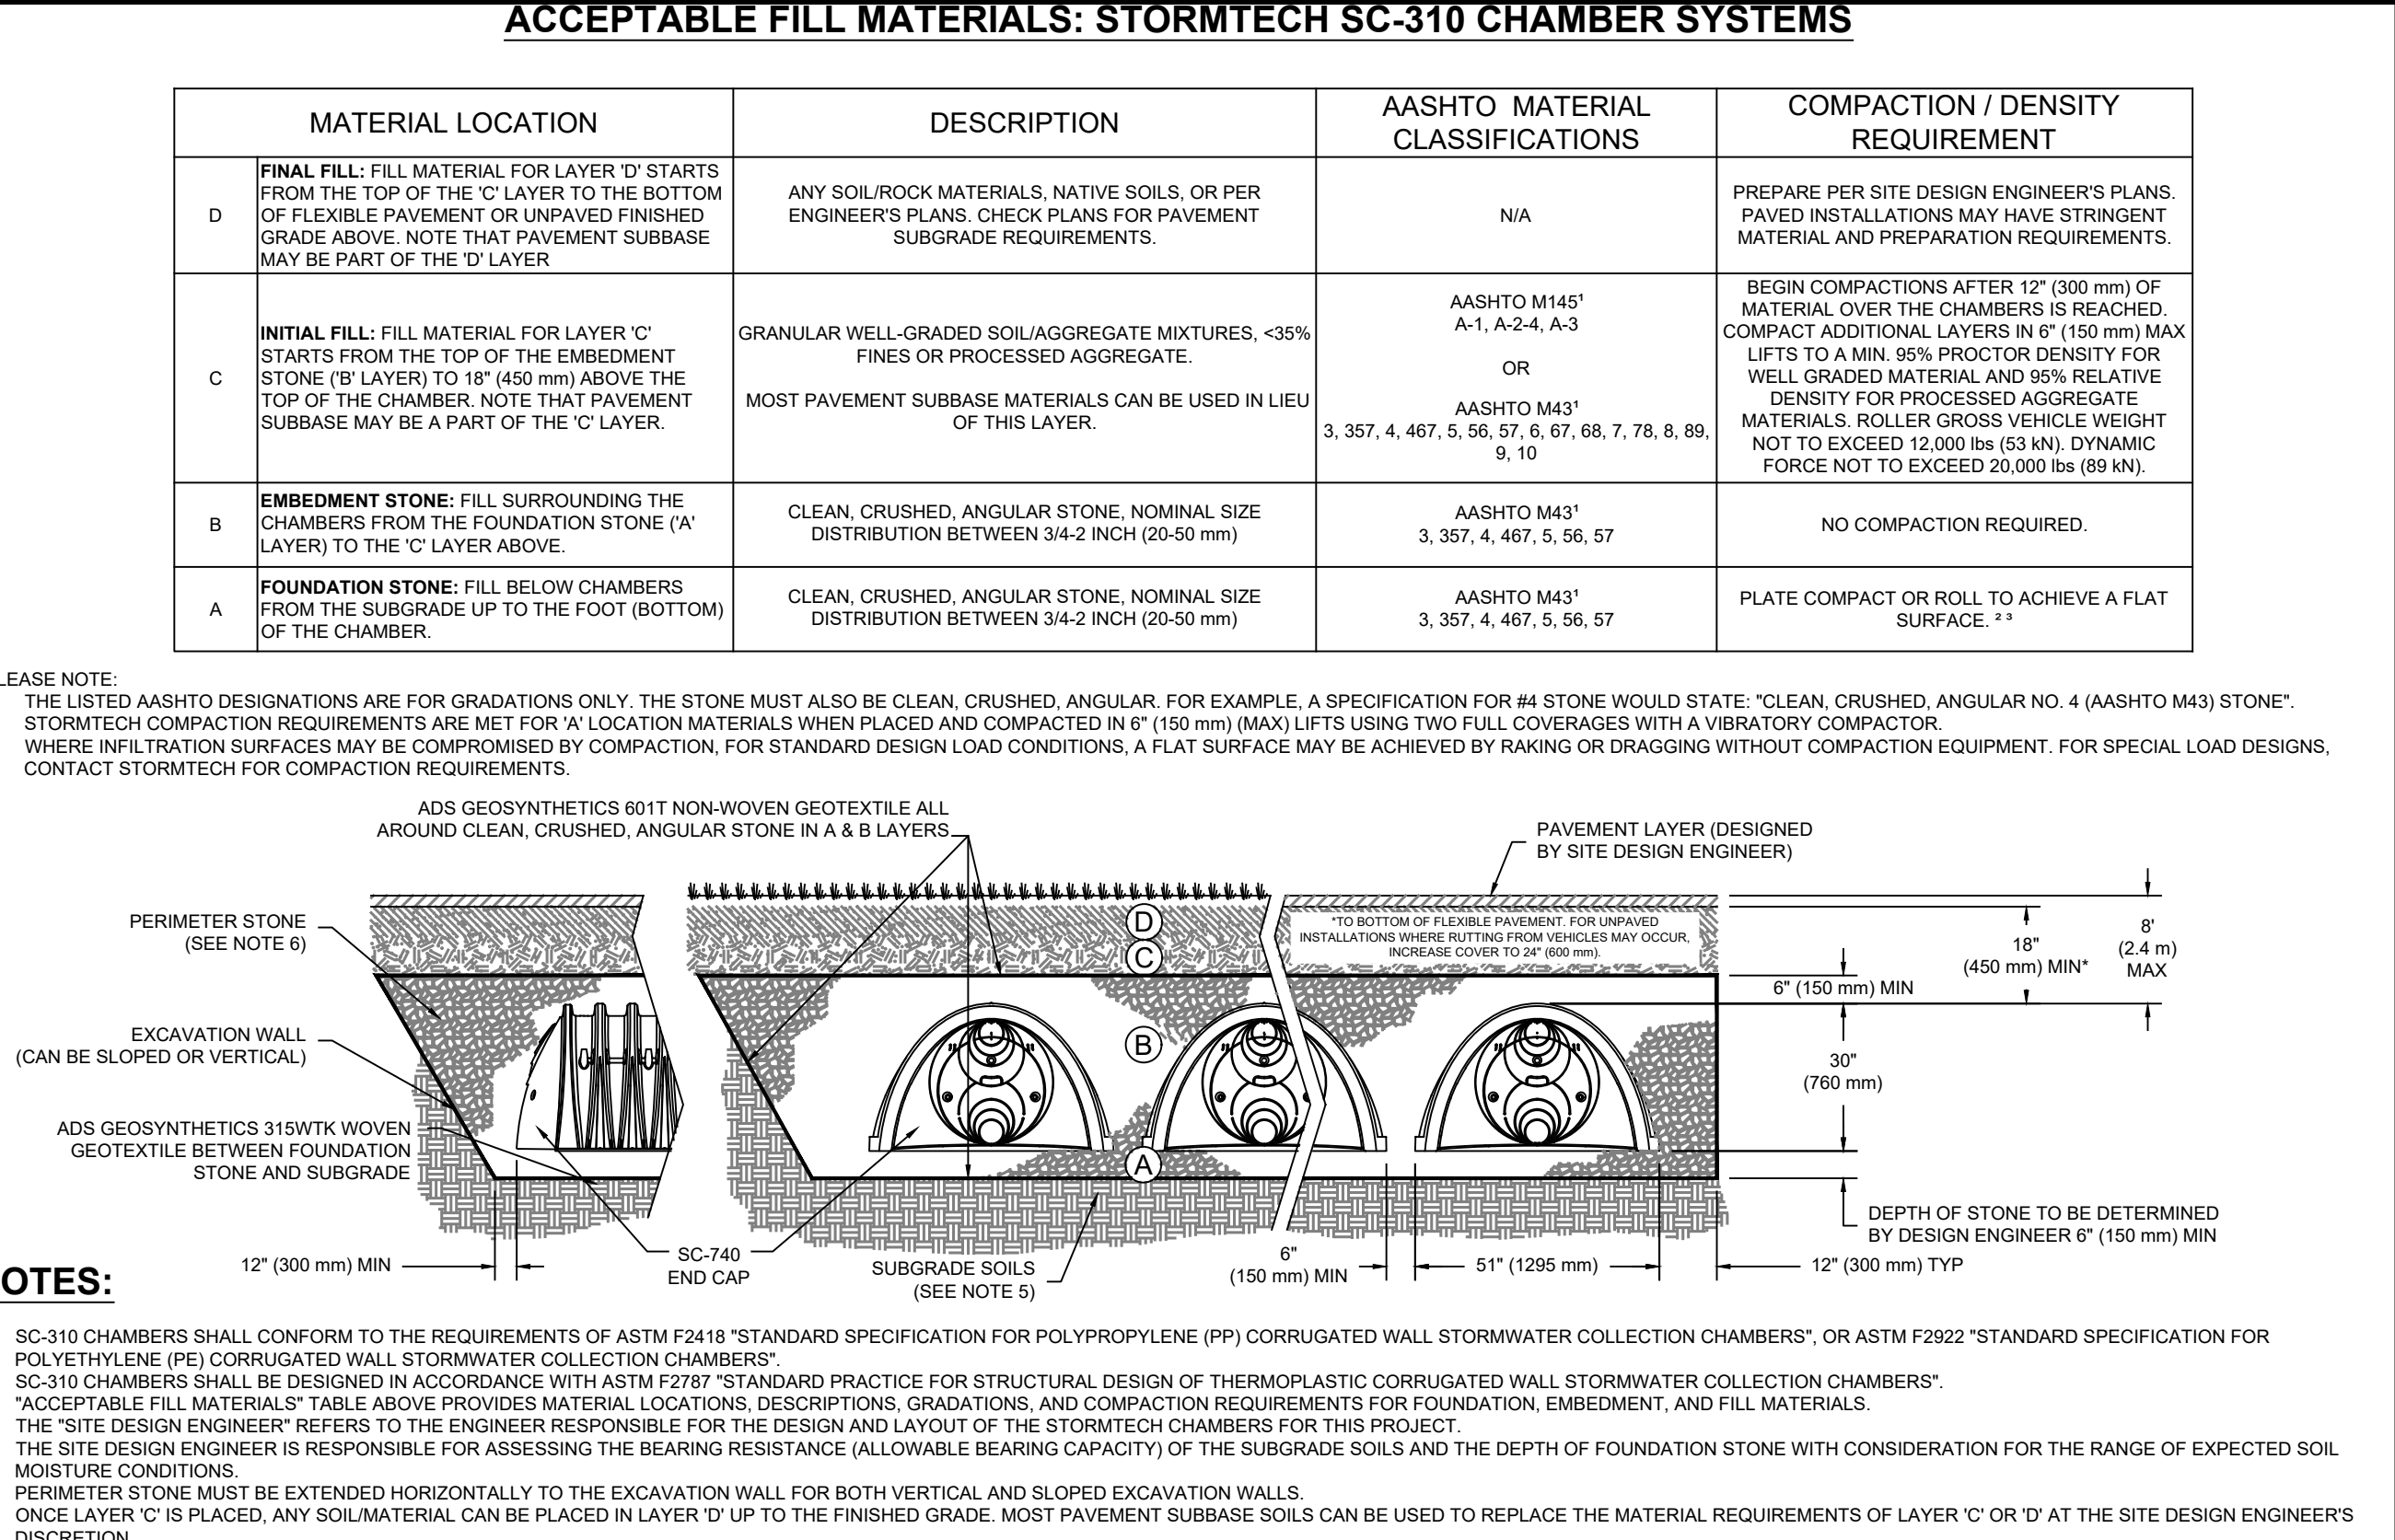 ACCEPTABLE FILL MATERIALS: STORMTECH SC-310 CHAMBER SYSTEMS
MATERIAL LOCATION
DESCRIPTION
AASHTO MATERIAL
CLASSIFICATIONS
COMPACTION / DENSITY
REQUIREMENT
D
FINAL FILL: FILL MATERIAL FOR LAYER 'D' STARTS
FROM THE TOP OF THE 'C' LAYER TO THE BOTTOM
OF FLEXIBLE PAVEMENT OR UNPAVED FINISHED
GRADE ABOVE. NOTE THAT PAVEMENT SUBBASE
MAY BE PART OF THE 'D' LAYER
ANY SOIL/ROCK MATERIALS, NATIVE SOILS, OR PER
ENGINEER'S PLANS. CHECK PLANS FOR PAVEMENT
SUBGRADE REQUIREMENTS.
N/A
PREPARE PER SITE DESIGN ENGINEER'S PLANS.
PAVED INSTALLATIONS MAY HAVE STRINGENT
MATERIAL AND PREPARATION REQUIREMENTS.
C
INITIAL FILL: FILL MATERIAL FOR LAYER 'C'
STARTS FROM THE TOP OF THE EMBEDMENT
STONE ('B' LAYER) TO 18" (450 mm) ABOVE THE
TOP OF THE CHAMBER. NOTE THAT PAVEMENT
SUBBASE MAY BE A PART OF THE 'C' LAYER.
GRANULAR WELL-GRADED SOIL/AGGREGATE MIXTURES, <35%
FINES OR PROCESSED AGGREGATE.
MOST PAVEMENT SUBBASE MATERIALS CAN BE USED IN LIEU
OF THIS LAYER.
AASHTO M145¹
A-1, A-2-4, A-3
OR
AASHTO M43¹
3, 357, 4, 467, 5, 56, 57, 6, 67, 68, 7, 78, 8, 89,
9, 10
BEGIN COMPACTIONS AFTER 12" (300 mm) OF
MATERIAL OVER THE CHAMBERS IS REACHED.
COMPACT ADDITIONAL LAYERS IN 6" (150 mm) MAX
LIFTS TO A MIN. 95% PROCTOR DENSITY FOR
WELL GRADED MATERIAL AND 95% RELATIVE
DENSITY FOR PROCESSED AGGREGATE
MATERIALS. ROLLER GROSS VEHICLE WEIGHT
NOT TO EXCEED 12,000 lbs (53 kN). DYNAMIC
FORCE NOT TO EXCEED 20,000 lbs (89 kN).
B
EMBEDMENT STONE: FILL SURROUNDING THE
CHAMBERS FROM THE FOUNDATION STONE ('A'
LAYER) TO THE 'C' LAYER ABOVE.
CLEAN, CRUSHED, ANGULAR STONE, NOMINAL SIZE
DISTRIBUTION BETWEEN 3/4-2 INCH (20-50 mm)
AASHTO M43¹
3, 357, 4, 467, 5, 56, 57
NO COMPACTION REQUIRED.
A
FOUNDATION STONE: FILL BELOW CHAMBERS
FROM THE SUBGRADE UP TO THE FOOT (BOTTOM)
OF THE CHAMBER.
CLEAN, CRUSHED, ANGULAR STONE, NOMINAL SIZE
DISTRIBUTION BETWEEN 3/4-2 INCH (20-50 mm)
AASHTO M43¹
3, 357, 4, 467, 5, 56, 57
PLATE COMPACT OR ROLL TO ACHIEVE A FLAT
SURFACE. ² ³
LEASE NOTE:
THE LISTED AASHTO DESIGNATIONS ARE FOR GRADATIONS ONLY. THE STONE MUST ALSO BE CLEAN, CRUSHED, ANGULAR. FOR EXAMPLE, A SPECIFICATION FOR #4 STONE WOULD STATE: "CLEAN, CRUSHED, ANGULAR NO. 4 (AASHTO M43) STONE".
STORMTECH COMPACTION REQUIREMENTS ARE MET FOR 'A' LOCATION MATERIALS WHEN PLACED AND COMPACTED IN 6" (150 mm) (MAX) LIFTS USING TWO FULL COVERAGES WITH A VIBRATORY COMPACTOR.
WHERE INFILTRATION SURFACES MAY BE COMPROMISED BY COMPACTION, FOR STANDARD DESIGN LOAD CONDITIONS, A FLAT SURFACE MAY BE ACHIEVED BY RAKING OR DRAGGING WITHOUT COMPACTION EQUIPMENT. FOR SPECIAL LOAD DESIGNS,
CONTACT STORMTECH FOR COMPACTION REQUIREMENTS.
ADS GEOSYNTHETICS 601T NON-WOVEN GEOTEXTILE ALL
AROUND CLEAN, CRUSHED, ANGULAR STONE IN A & B LAYERS
PAVEMENT LAYER (DESIGNED
BY SITE DESIGN ENGINEER)
PERIMETER STONE
(SEE NOTE 6)
D
C
*TO BOTTOM OF FLEXIBLE PAVEMENT. FOR UNPAVED
INSTALLATIONS WHERE RUTTING FROM VEHICLES MAY OCCUR,
INCREASE COVER TO 24" (600 mm).
18"
(450 mm) MIN*
8'
(2.4 m)
MAX
6" (150 mm) MIN
EXCAVATION WALL
(CAN BE SLOPED OR VERTICAL)
B
30"
(760 mm)
ADS GEOSYNTHETICS 315WTK WOVEN
GEOTEXTILE BETWEEN FOUNDATION
STONE AND SUBGRADE
A
DEPTH OF STONE TO BE DETERMINED
BY DESIGN ENGINEER 6" (150 mm) MIN
12" (300 mm) MIN
SC-740
END CAP
SUBGRADE SOILS
(SEE NOTE 5)
6"
(150 mm) MIN
51" (1295 mm)
12" (300 mm) TYP
OTES:
SC-310 CHAMBERS SHALL CONFORM TO THE REQUIREMENTS OF ASTM F2418 "STANDARD SPECIFICATION FOR POLYPROPYLENE (PP) CORRUGATED WALL STORMWATER COLLECTION CHAMBERS", OR ASTM F2922 "STANDARD SPECIFICATION FOR
POLYETHYLENE (PE) CORRUGATED WALL STORMWATER COLLECTION CHAMBERS".
SC-310 CHAMBERS SHALL BE DESIGNED IN ACCORDANCE WITH ASTM F2787 "STANDARD PRACTICE FOR STRUCTURAL DESIGN OF THERMOPLASTIC CORRUGATED WALL STORMWATER COLLECTION CHAMBERS".
"ACCEPTABLE FILL MATERIALS" TABLE ABOVE PROVIDES MATERIAL LOCATIONS, DESCRIPTIONS, GRADATIONS, AND COMPACTION REQUIREMENTS FOR FOUNDATION, EMBEDMENT, AND FILL MATERIALS.
THE "SITE DESIGN ENGINEER" REFERS TO THE ENGINEER RESPONSIBLE FOR THE DESIGN AND LAYOUT OF THE STORMTECH CHAMBERS FOR THIS PROJECT.
THE SITE DESIGN ENGINEER IS RESPONSIBLE FOR ASSESSING THE BEARING RESISTANCE (ALLOWABLE BEARING CAPACITY) OF THE SUBGRADE SOILS AND THE DEPTH OF FOUNDATION STONE WITH CONSIDERATION FOR THE RANGE OF EXPECTED SOIL
MOISTURE CONDITIONS.
PERIMETER STONE MUST BE EXTENDED HORIZONTALLY TO THE EXCAVATION WALL FOR BOTH VERTICAL AND SLOPED EXCAVATION WALLS.
ONCE LAYER 'C' IS PLACED, ANY SOIL/MATERIAL CAN BE PLACED IN LAYER 'D' UP TO THE FINISHED GRADE. MOST PAVEMENT SUBBASE SOILS CAN BE USED TO REPLACE THE MATERIAL REQUIREMENTS OF LAYER 'C' OR 'D' AT THE SITE DESIGN ENGINEER'S
DISCRETION